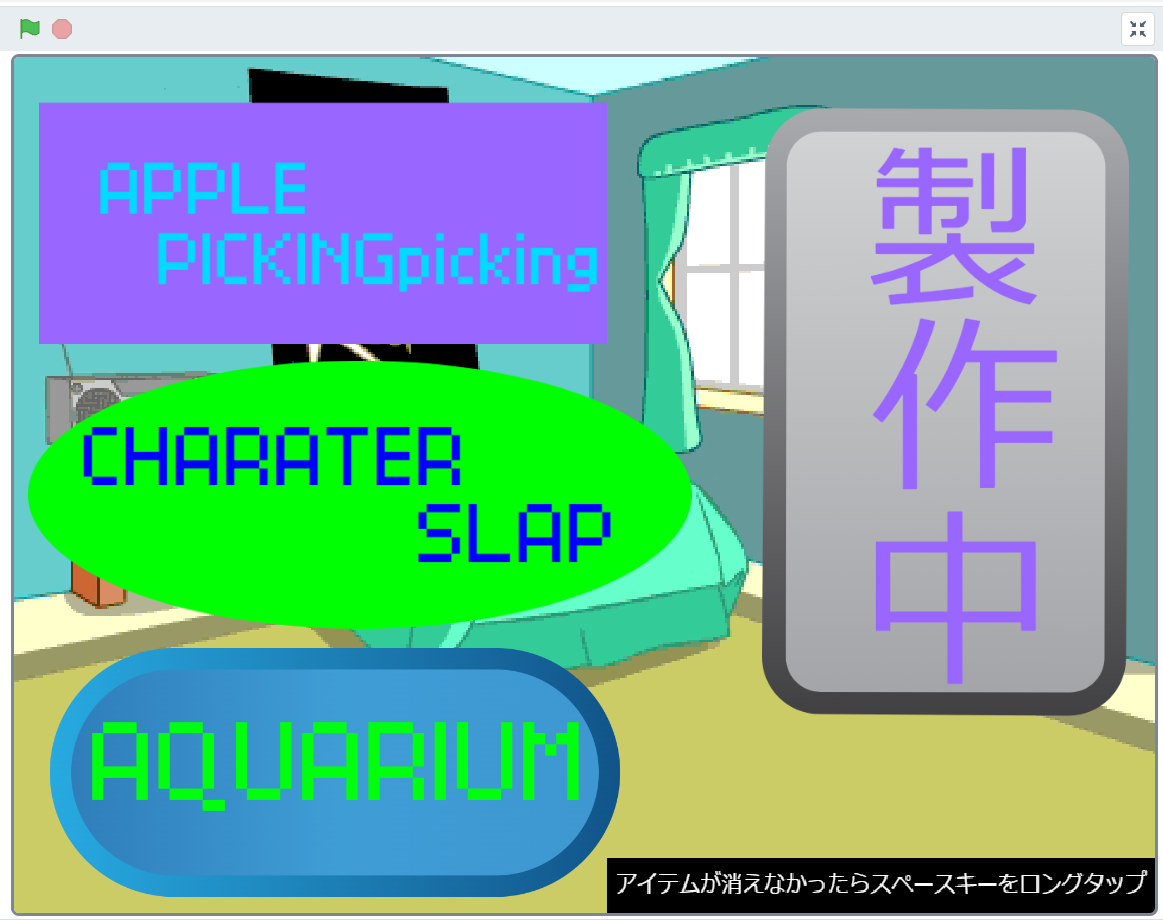 APPLE
PICKINGpicking
CHARATER
SLAP
AQUARIUM
製作中
アイテムが消えなかったらスペースキーをロングタップ